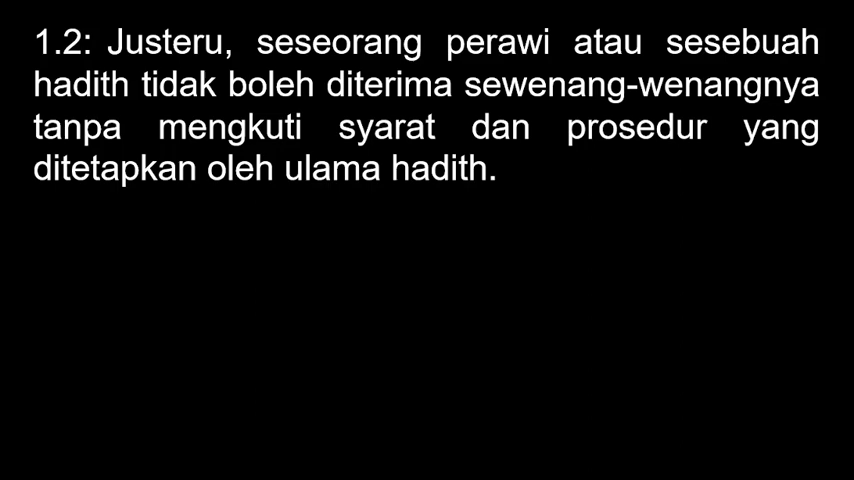 1.2: Justeru, seseorang perawi atau sesebuah
hadith tidak boleh diterima sewenang-wenangnya
tanpa mengkuti syarat dan prosedur yang
ditetapkan oleh ulama hadith.